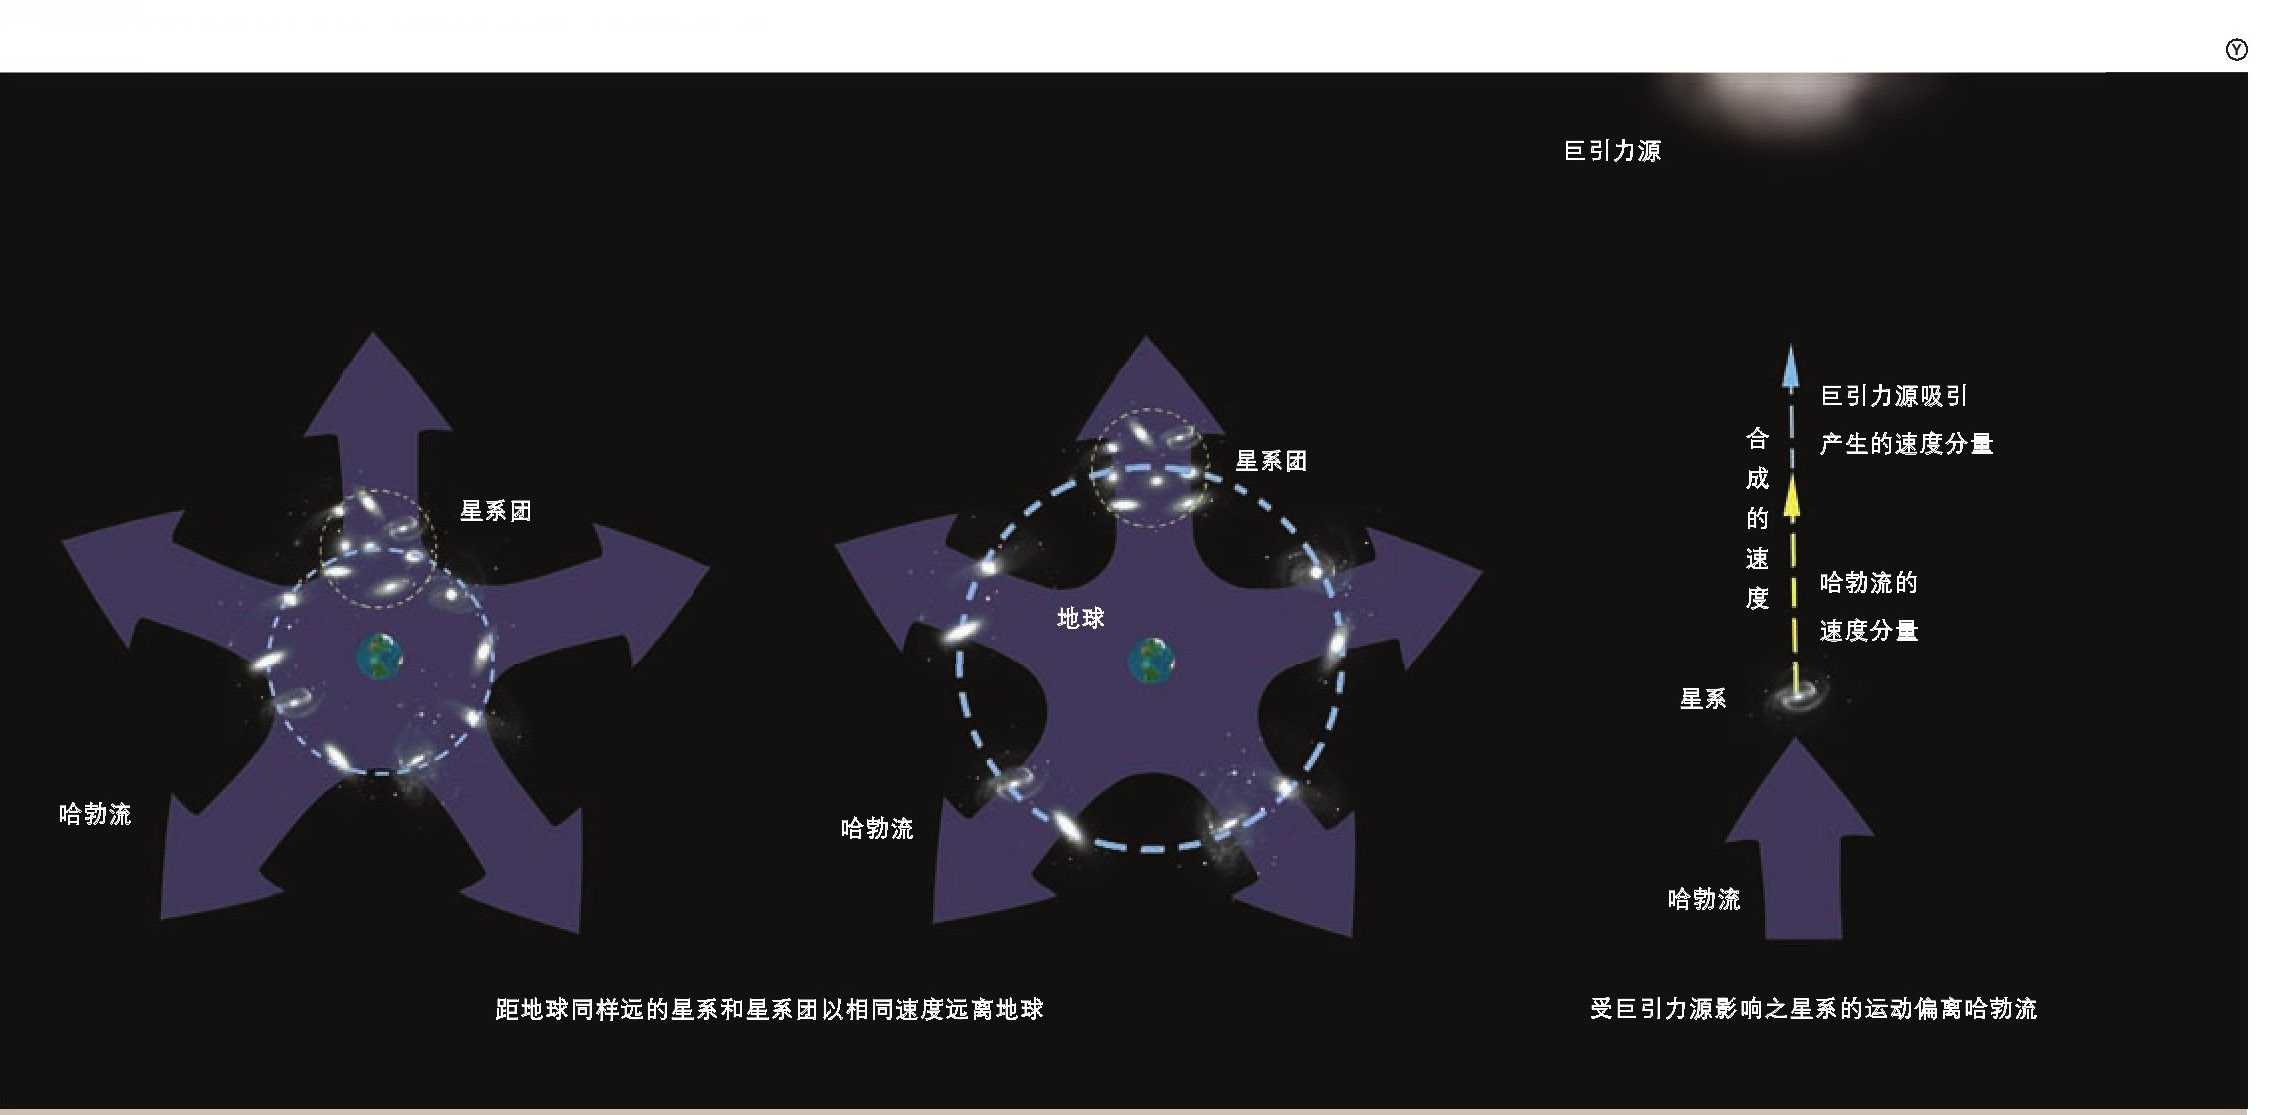 Ⓨ
巨引力源
巨引力源吸引
产生的速度分量
合成的速度
星系团
星系团
哈勃流的
速度分量
地球
星系
哈勃流
哈勃流
哈勃流
距地球同样远的星系和星系团以相同速度远离地球
受巨引力源影响之星系的运动偏离哈勃流